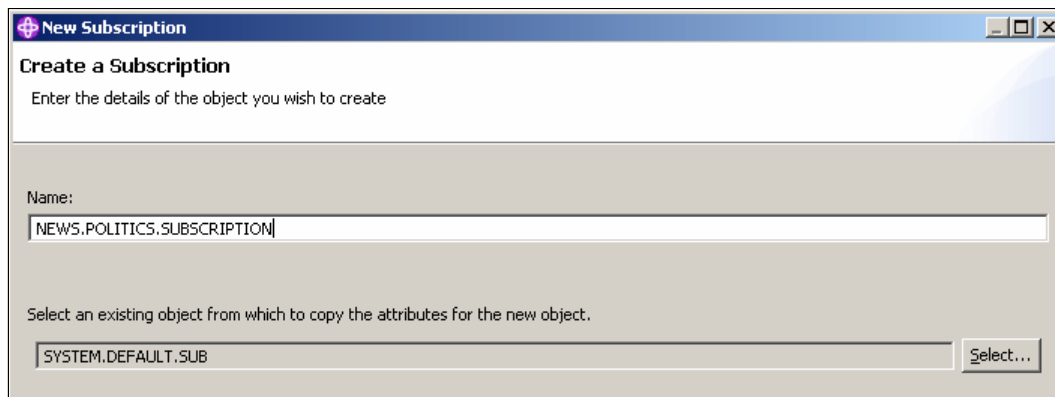 New Subscription
Create a Subscription
Enter the details of the object you wish to create
Name:
NEWS.POLITICS.SUBSCRIPTION
Select an existing object from which to copy the attributes for the new object.
SYSTEM.DEFAULT.SUB
Select...